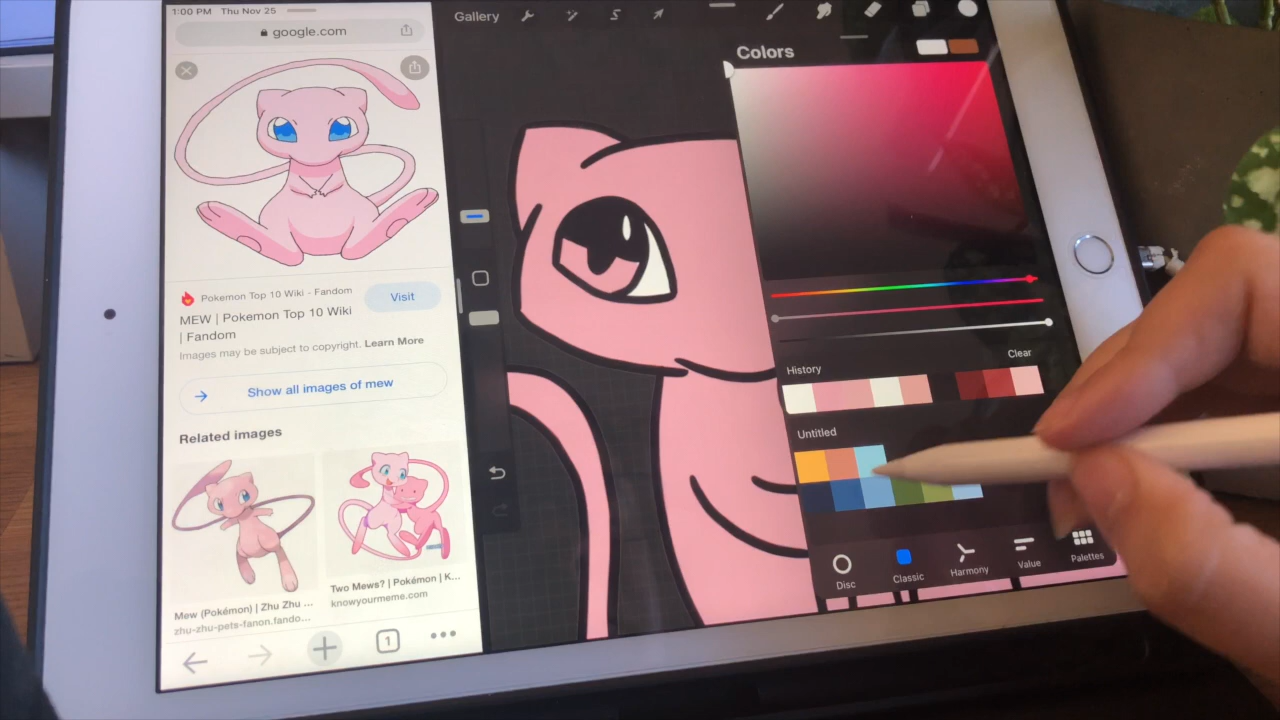 1:00 PM Thu Nov 25
google.com
Pokemon Top 10 Wiki - Fandom
MEW | Pokemon Top 10 Wiki
| Fandom
Visit
Images may be subject to copyright. Learn More
Show all images of mew
Related images
Mew (Pokémon) | Zhu Zhu ...
zhu-zhu-pets-fanon.fando...
Two Mews? | Pokémon | K...
knowyourmeme.com
1
Gallery
Colors
History
Clear
Untitled
Disc
Classic
Harmony
Value
Palettes